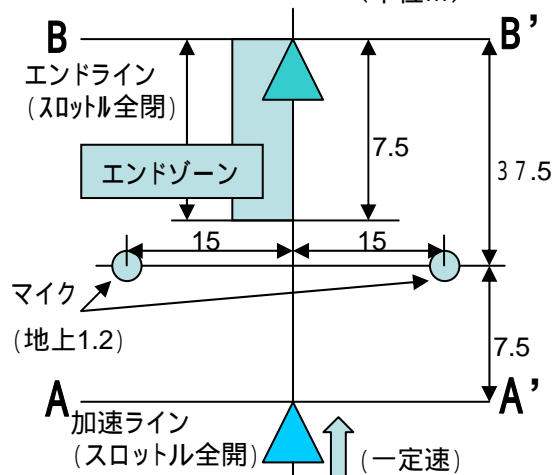 B
B’
エンドライン
(スロットル全閉)
エンドゾーン
7.5
37.5
15
15
マイク
(地上1.2)
7.5
A
A’
加速ライン
(スロットル全開)
(一定速)